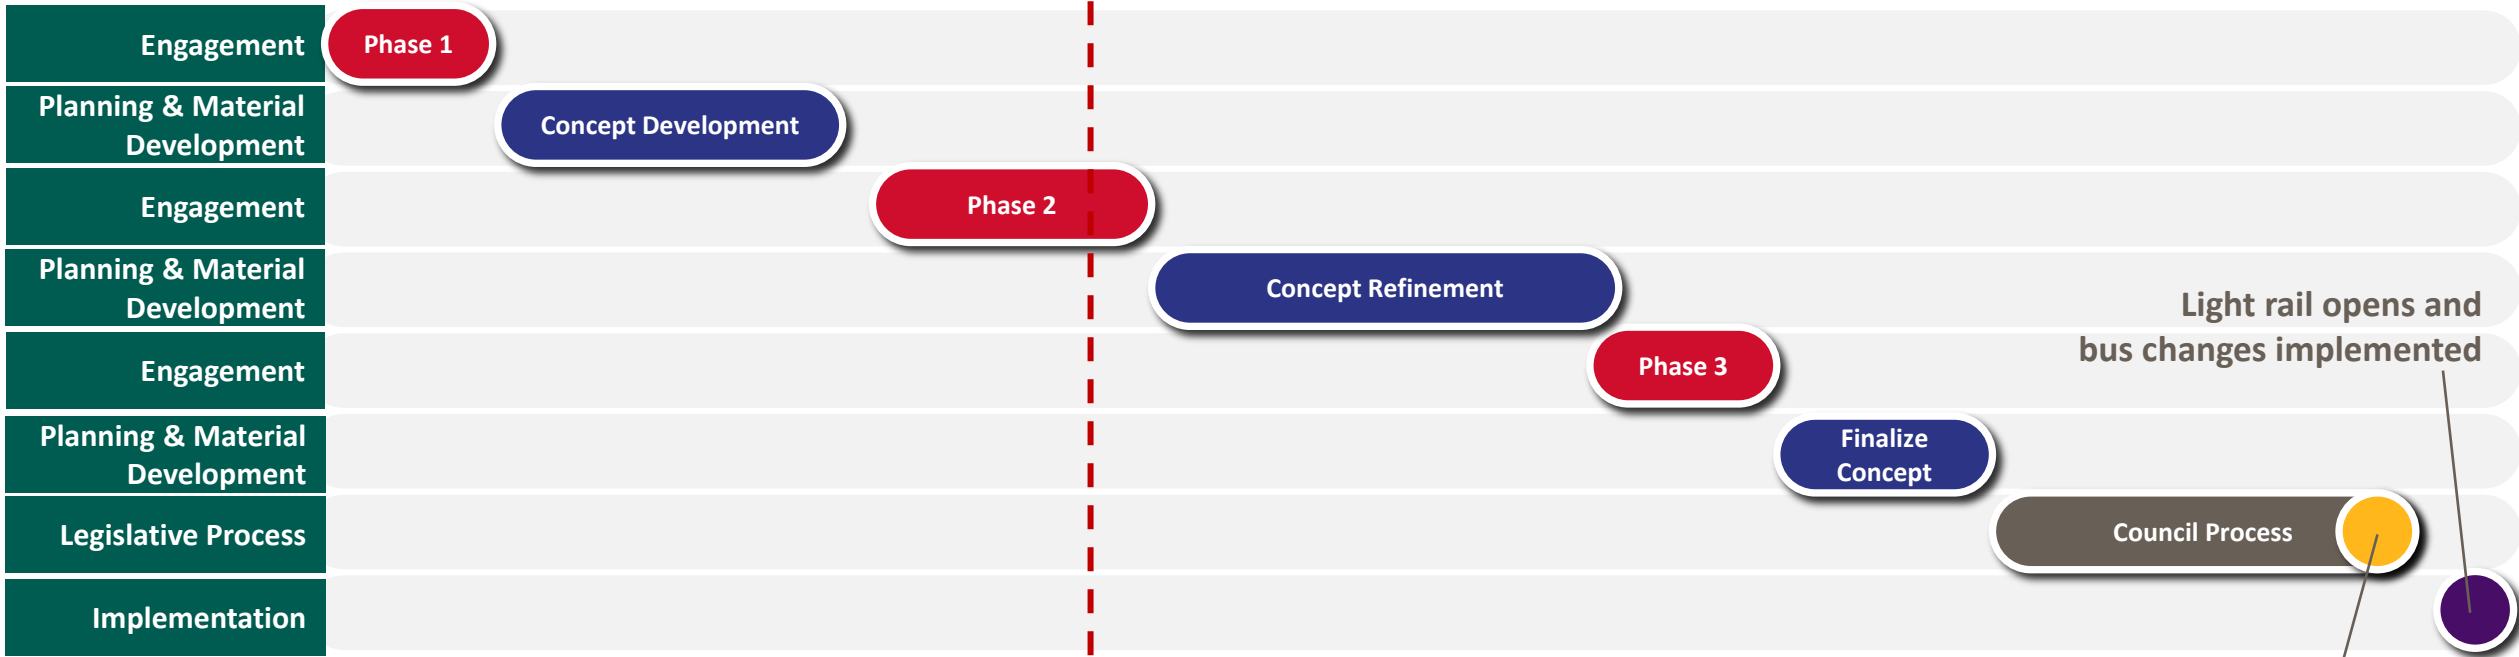 Engagement
Phase 1
Planning & Material
Development
Concept Development
Engagement
Phase 2
Planning & Material
Development
Concept Refinement
Light rail opens and
bus changes implemented
Engagement
Phase 3
Planning & Material
Development
Finalize
Concept
Legislative Process
Council Process
Implementation